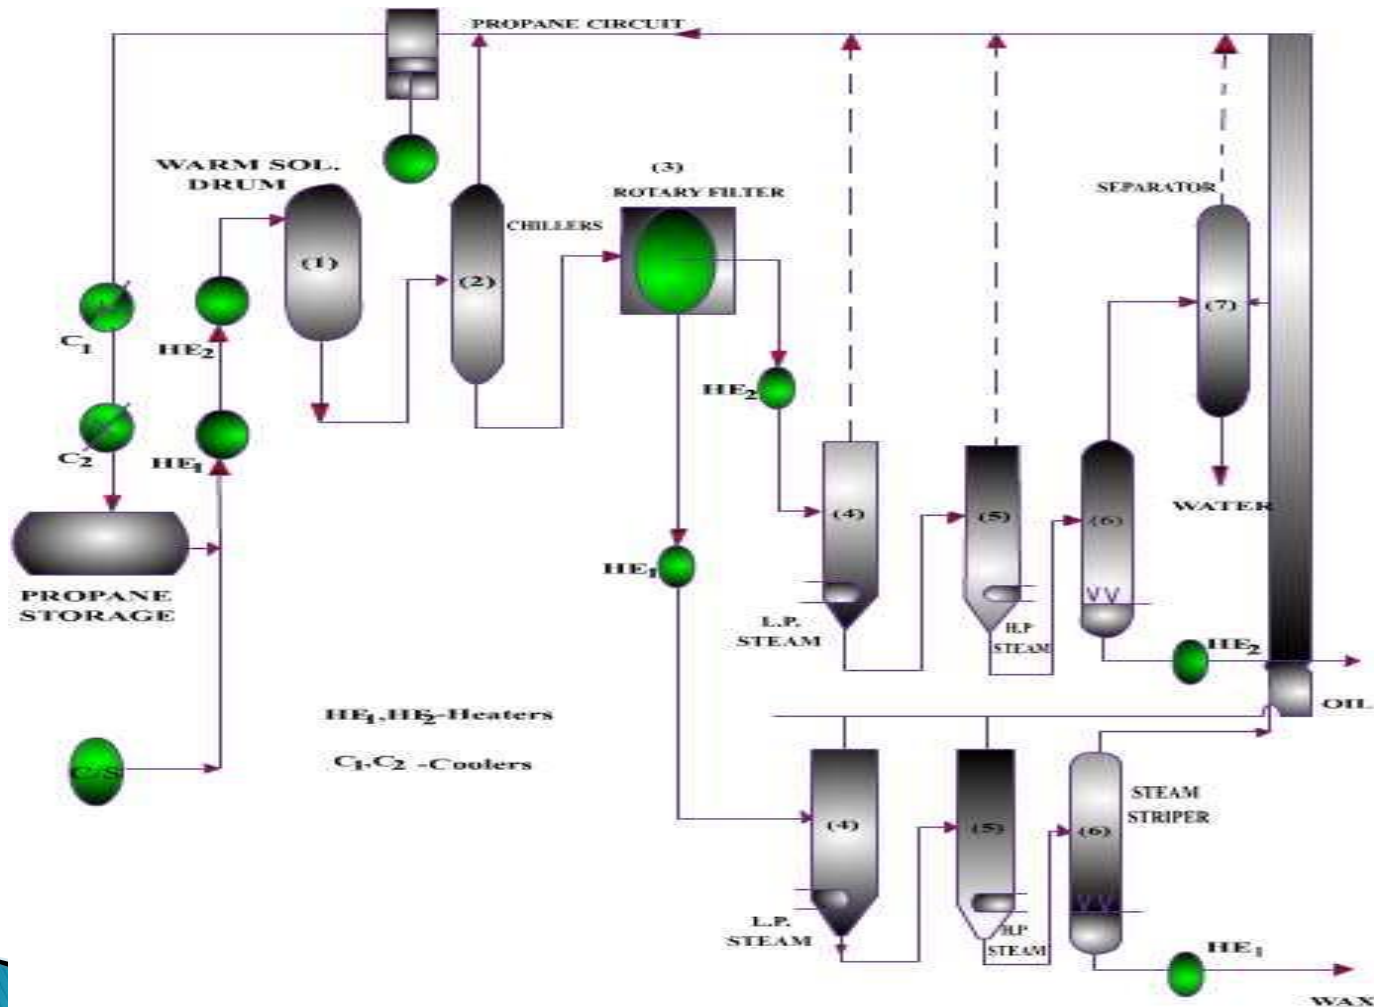 PROPANE CIRCUIT
WARM SOL.
DRUM
(3)
ROTARY FILTER
SEPARATOR
CHILLERS
(1)
(2)
(7)
C1
HE2
HE2
C2
HE1
WATER
(4)
(5)
(6)
HE1
PROPANE
STORAGE
L.P.
STEAM
H.P
STEAM
HE2
OIL
HE1,HE2-Heaters
C1,C2 -Coolers
C/S
STEAM
STRIPER
(4)
(5)
(6)
L.P.
STEAM
H.P
STEAM
HE1
WAX